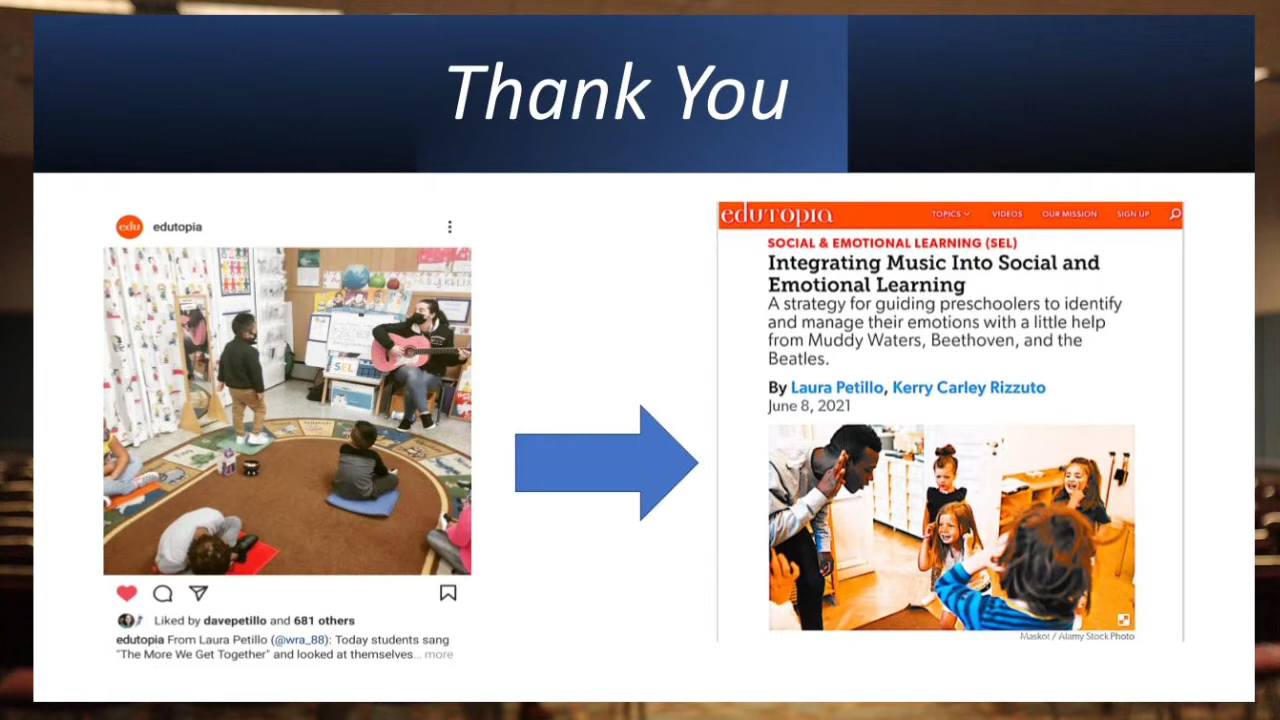 Thank You
edu edutopia
SEL
Liked by davepetillo and 681 others
edutopia From Laura Petillo (@wra_88): Today students sang
"The More We Get Together" and looked at themselves... more
edutopia TOPICS VIDEOS OUR MISSION SIGN UP
SOCIAL & EMOTIONAL LEARNING (SEL)
Integrating Music Into Social and
Emotional Learning
A strategy for guiding preschoolers to identify
and manage their emotions with a little help
from Muddy Waters, Beethoven, and the
Beatles.
By Laura Petillo, Kerry Carley Rizzuto
June 8, 2021
Maskot / Alamy Stock Photo